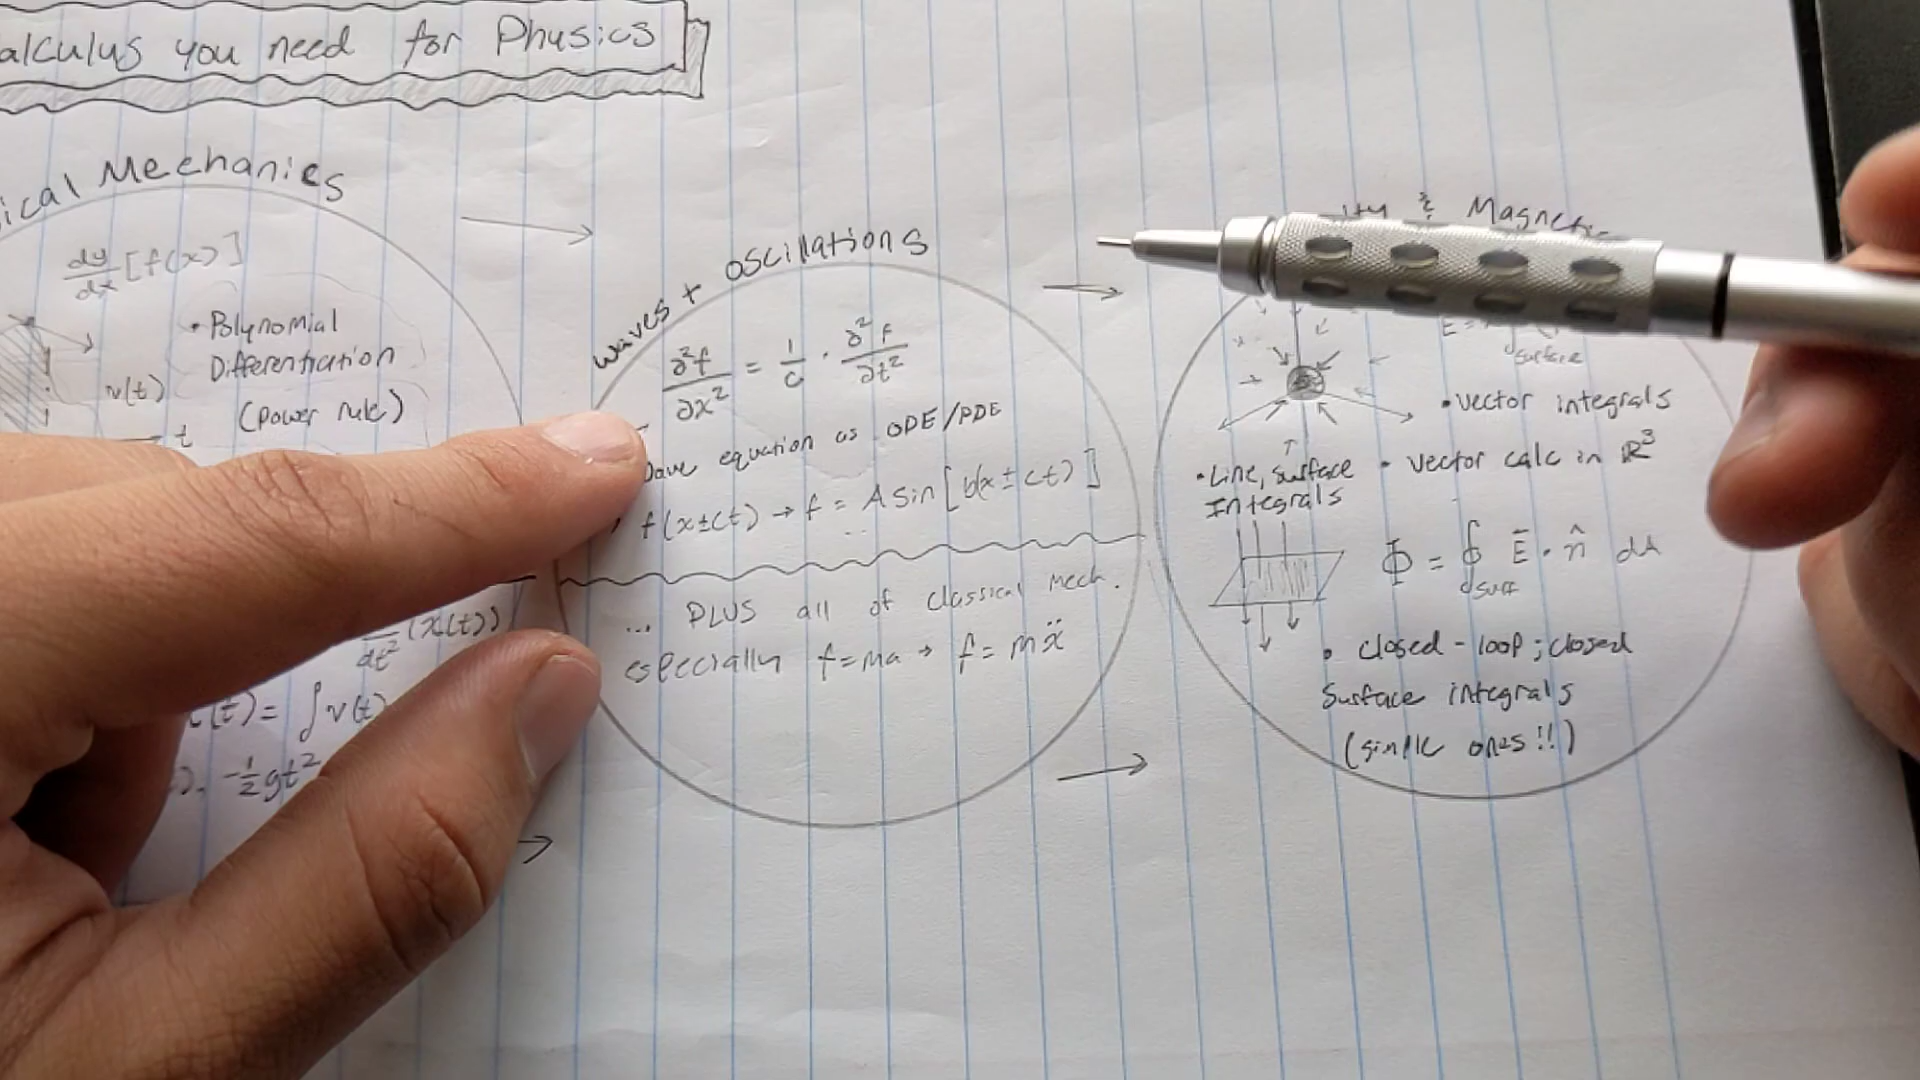 alculus you need for Physics
ical Mechanics
dy/dx [f(x)]
• Polynomial
Differentiation
(power rule)
v(t)
t
/dt² (x(t))
(t) = ∫ v(t)
-½gt²
waves + oscillations
∂²f/∂x² = 1/c · ∂²f/∂t²
wave equation as ODE/PDE
f(x±ct) → f = A sin[b(x±ct)]
... PLUS all of classical mech.
especially f=ma → f = mẍ
ity & Magnet
E =
surface
• vector integrals
• Line, surface
Integrals
• vector calc in ℝ³
Φ = ∮surf E̅ · n̂ dA
• closed-loop; closed
Surface integrals
(simple ones!!)